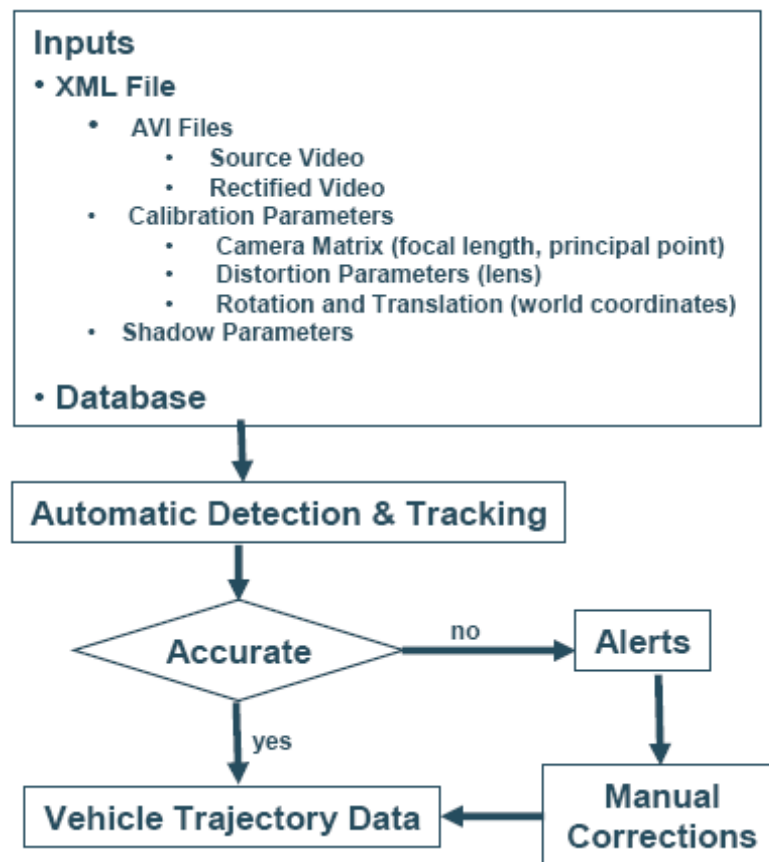 Inputs
• XML File
• AVI Files
• Source Video
• Rectified Video
• Calibration Parameters
• Camera Matrix (focal length, principal point)
• Distortion Parameters (lens)
• Rotation and Translation (world coordinates)
• Shadow Parameters
• Database
Automatic Detection & Tracking
Accurate
no
Alerts
yes
Vehicle Trajectory Data
Manual
Corrections